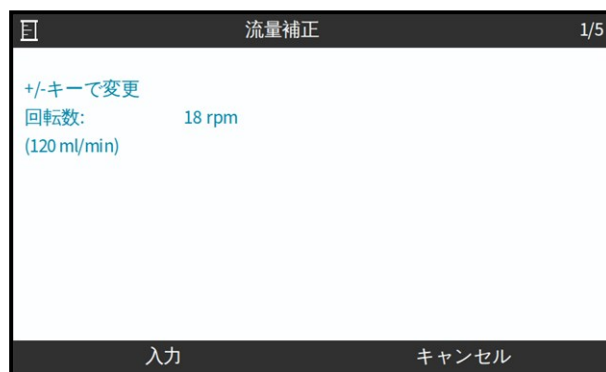 流量補正 1/5
+/-キーで変更
回転数: 18 rpm
(120 ml/min)
入力 キャンセル